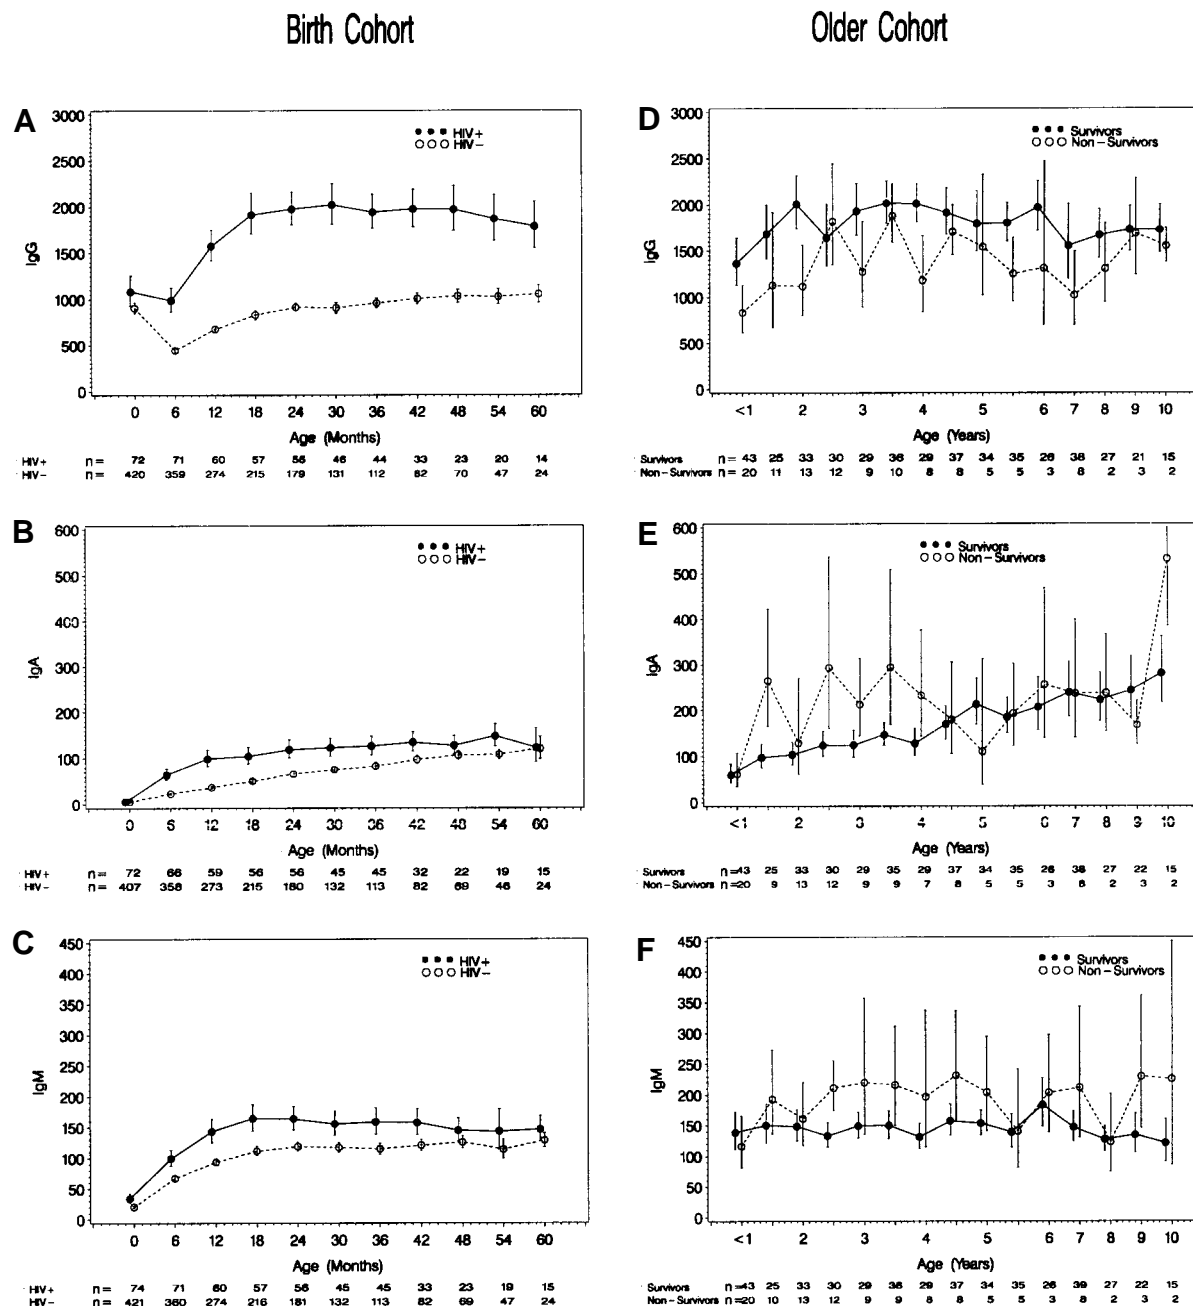 Birth Cohort
Older Cohort
A
3000
2500
2000
1500
1000
500
0
IgG
HIV+
HIV-
0 6 12 18 24 30 36 42 48 54 60
Age (Months)
HIV+ n= 72 71 60 57 56 46 44 33 23 20 14
HIV- n= 420 359 274 215 179 131 112 82 70 47 24
D
3000
2500
2000
1500
1000
500
0
IgG
Survivors
Non-Survivors
<1 2 3 4 5 6 7 8 9 10
Age (Years)
Survivors n= 43 25 33 30 29 36 29 37 34 35 26 38 27 21 15
Non-Survivors n= 20 11 13 12 9 10 8 8 5 5 3 8 2 3 2
B
600
500
400
300
200
100
0
IgA
HIV+
HIV-
0 6 12 18 24 30 36 42 48 54 60
Age (Months)
HIV+ n= 72 66 59 56 56 45 45 32 22 19 15
HIV- n= 407 358 273 215 180 132 113 82 69 46 24
E
600
500
400
300
200
100
0
IgA
Survivors
Non-Survivors
<1 2 3 4 5 6 7 8 9 10
Age (Years)
Survivors n=43 25 33 30 29 35 29 37 34 35 26 38 27 22 15
Non-Survivors n=20 9 13 12 9 9 7 8 5 5 3 8 2 3 2
C
450
400
350
300
250
200
150
100
50
0
IgM
HIV+
HIV-
0 6 12 18 24 30 36 42 48 54 60
Age (Months)
HIV+ n= 74 71 60 57 56 45 45 33 23 19 15
HIV- n= 421 360 274 216 181 132 113 82 69 47 24
F
450
400
350
300
250
200
150
100
50
0
IgM
Survivors
Non-Survivors
<1 2 3 4 5 6 7 8 9 10
Age (Years)
Survivors n=43 25 33 30 29 36 29 37 34 35 26 39 27 22 15
Non-Survivors n=20 10 13 12 9 9 8 8 5 5 3 8 2 3 2